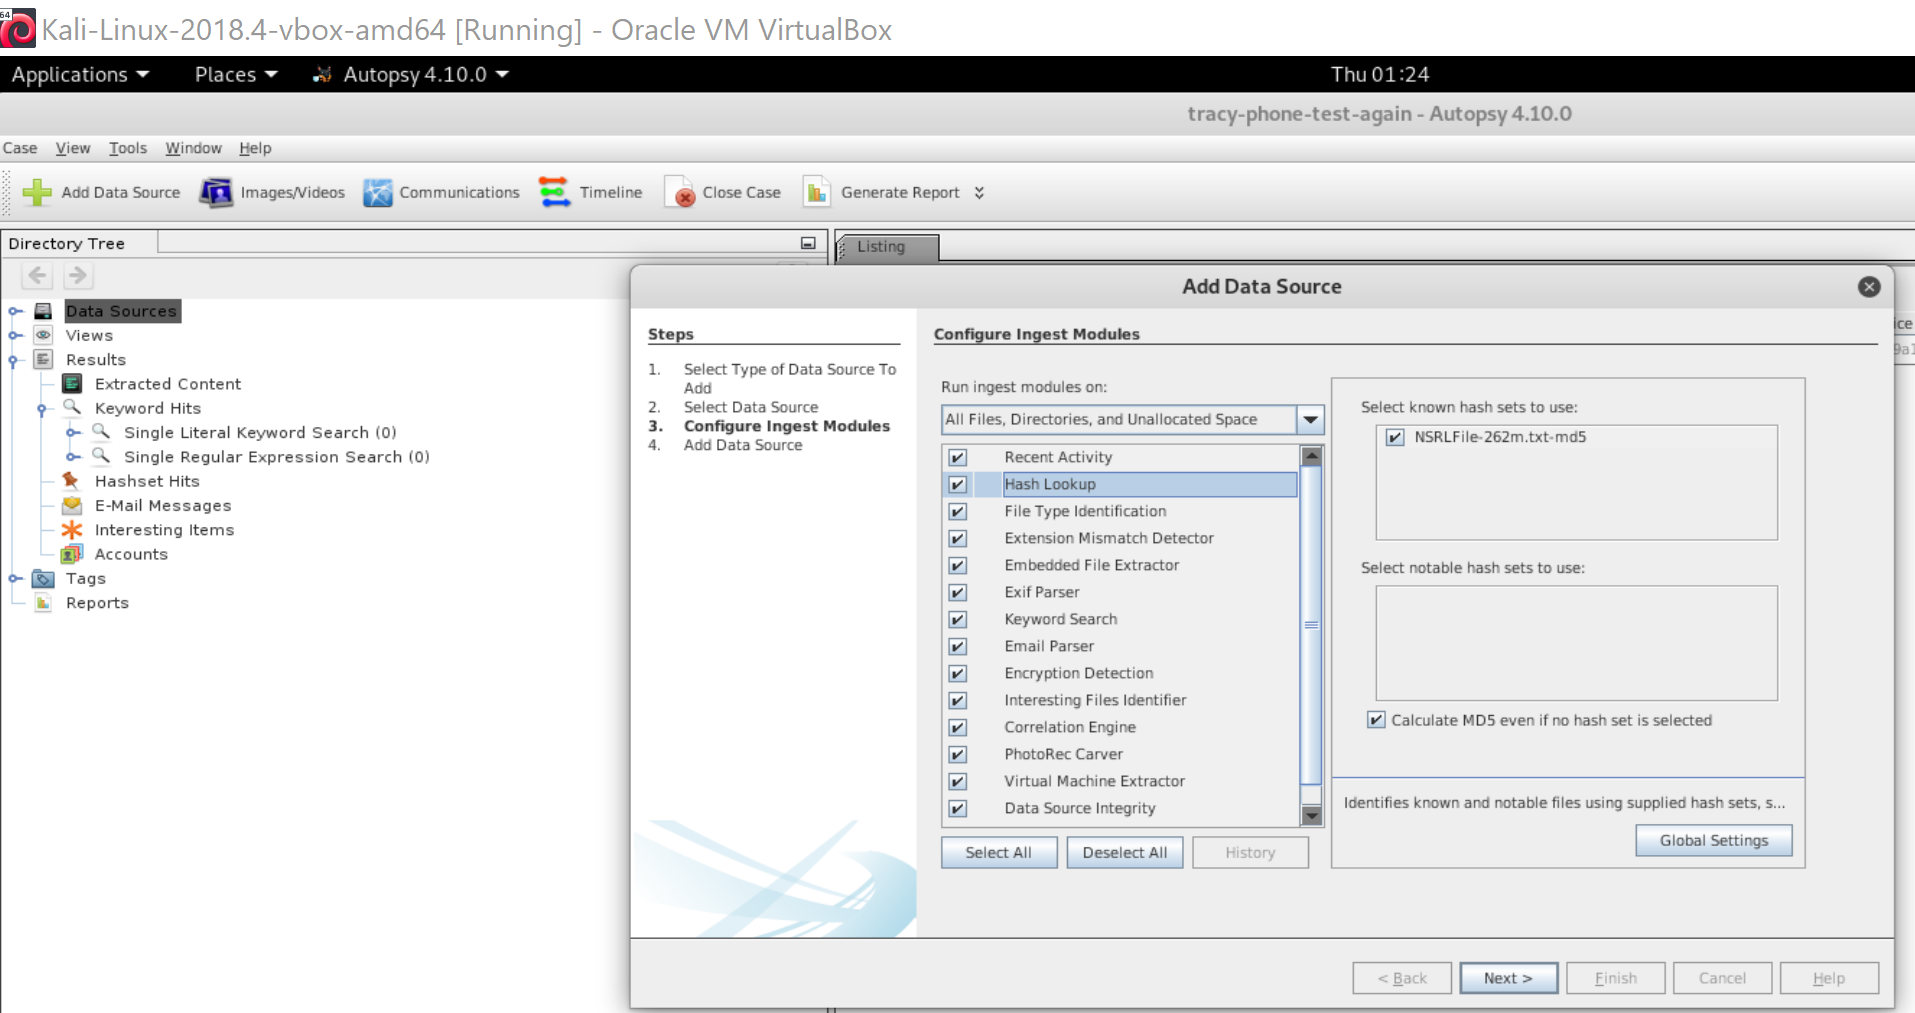 64
Kali-Linux-2018.4-vbox-amd64 [Running] - Oracle VM VirtualBox
Applications Places Autopsy 4.10.0 Thu 01:24
tracy-phone-test-again - Autopsy 4.10.0
Case View Tools Window Help
Add Data Source Images/Videos Communications Timeline Close Case Generate Report
Directory Tree
Data Sources
Views
Results
Extracted Content
Keyword Hits
Single Literal Keyword Search (0)
Single Regular Expression Search (0)
Hashset Hits
E-Mail Messages
Interesting Items
Accounts
Tags
Reports
Listing
Add Data Source
Steps
1. Select Type of Data Source To
Add
2. Select Data Source
3. Configure Ingest Modules
4. Add Data Source
Configure Ingest Modules
Run ingest modules on:
All Files, Directories, and Unallocated Space
Recent Activity
Hash Lookup
File Type Identification
Extension Mismatch Detector
Embedded File Extractor
Exif Parser
Keyword Search
Email Parser
Encryption Detection
Interesting Files Identifier
Correlation Engine
PhotoRec Carver
Virtual Machine Extractor
Data Source Integrity
Select All Deselect All History
Select known hash sets to use:
NSRLFile-262m.txt-md5
Select notable hash sets to use:
Calculate MD5 even if no hash set is selected
Identifies known and notable files using supplied hash sets, s...
Global Settings
< Back Next > Finish Cancel Help
ice
9a1